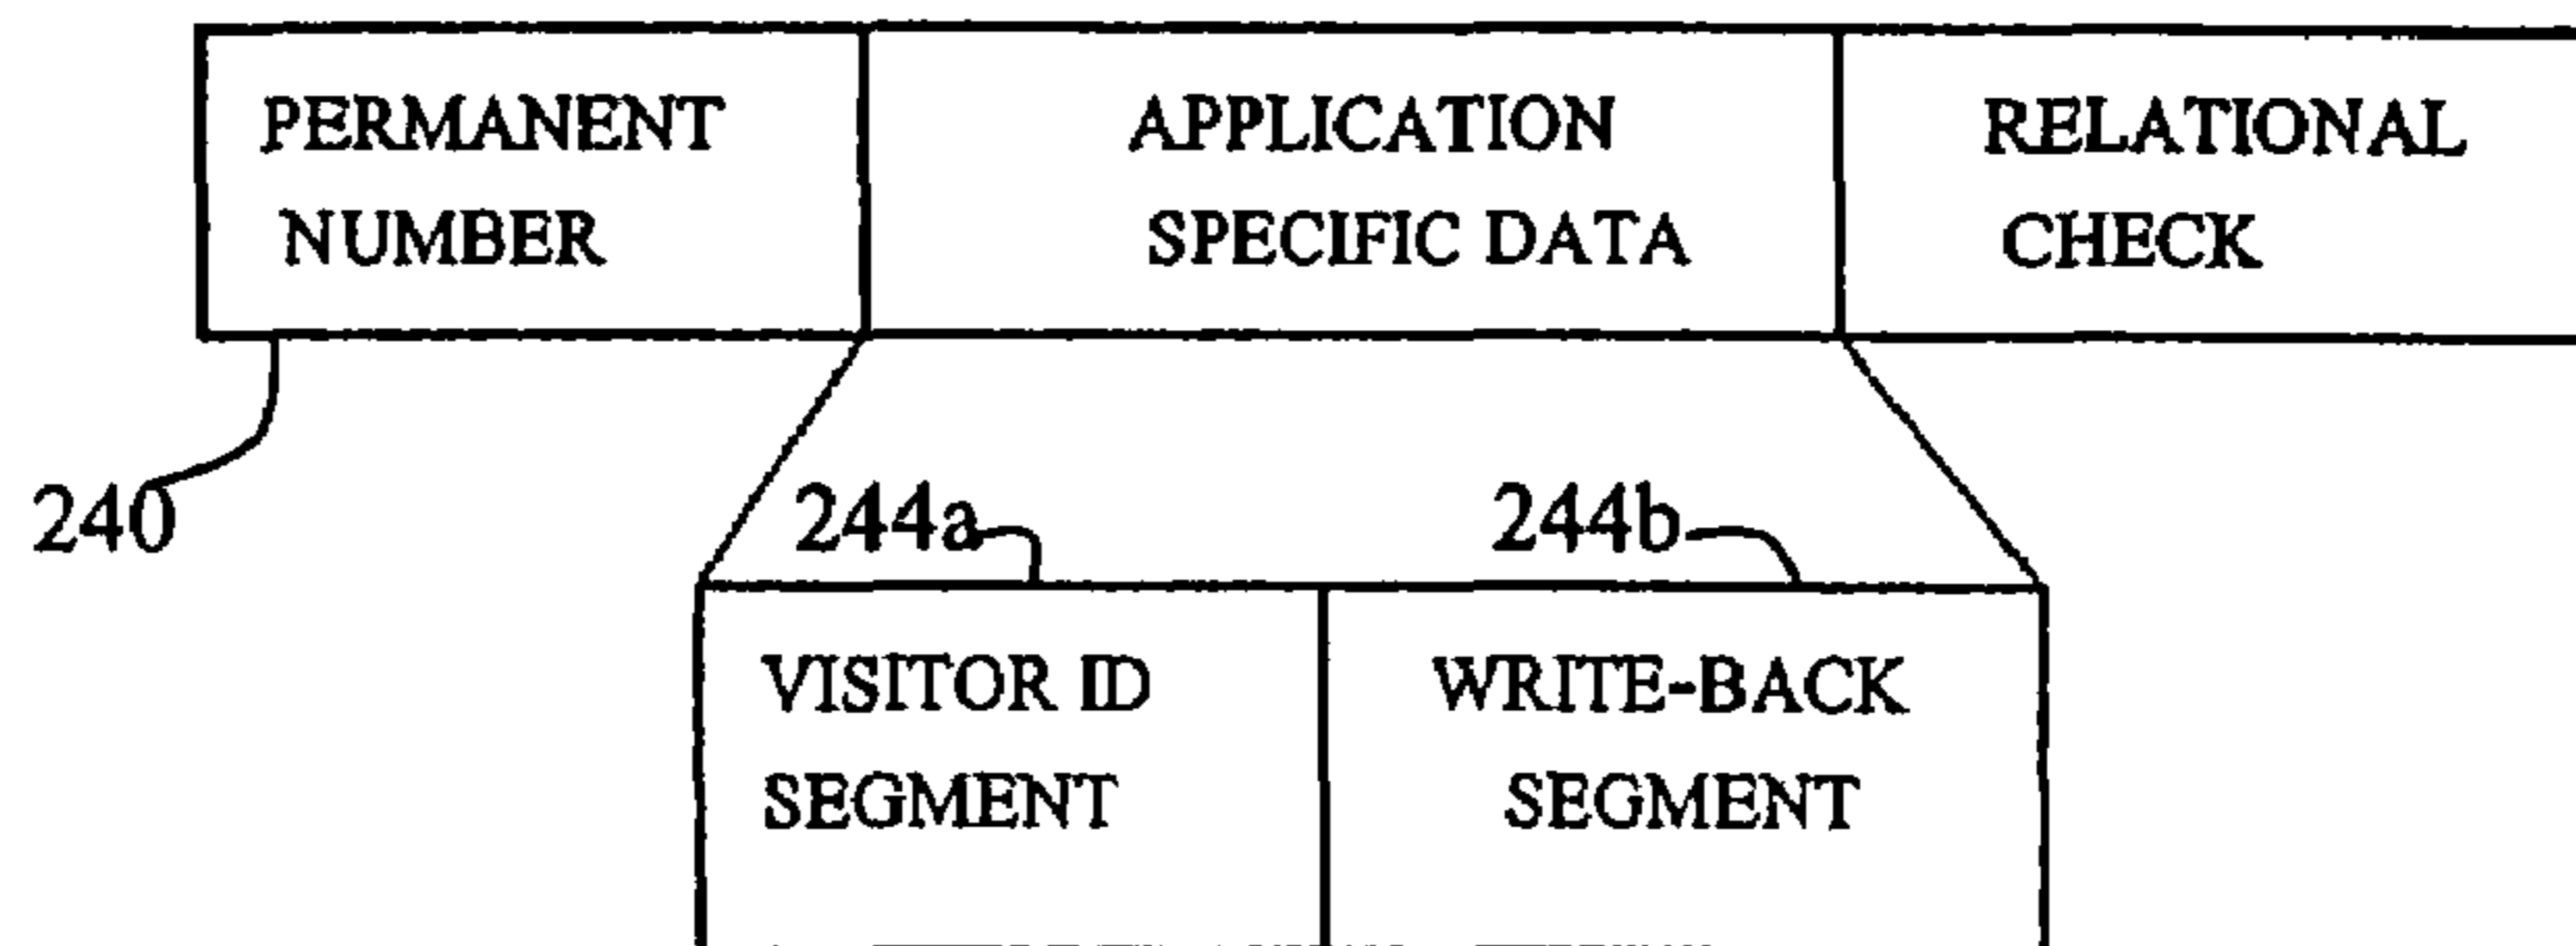 PERMANENT
NUMBER
APPLICATION
SPECIFIC DATA
RELATIONAL
CHECK
240
244a
244b
VISITOR ID
SEGMENT
WRITE-BACK
SEGMENT